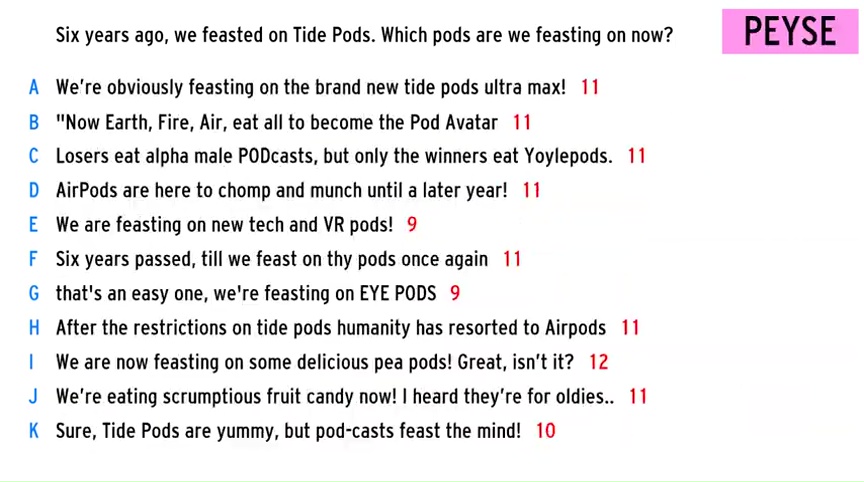 Six years ago, we feasted on Tide Pods. Which pods are we feasting on now?
PEYSE
A We're obviously feasting on the brand new tide pods ultra max! 11
B "Now Earth, Fire, Air, eat all to become the Pod Avatar 11
C Losers eat alpha male PODcasts, but only the winners eat Yoylepods. 11
D AirPods are here to chomp and munch until a later year! 11
E We are feasting on new tech and VR pods! 9
F Six years passed, till we feast on thy pods once again 11
G that's an easy one, we're feasting on EYE PODS 9
H After the restrictions on tide pods humanity has resorted to Airpods 11
I We are now feasting on some delicious pea pods! Great, isn't it? 12
J We're eating scrumptious fruit candy now! I heard they're for oldies.. 11
K Sure, Tide Pods are yummy, but pod-casts feast the mind! 10